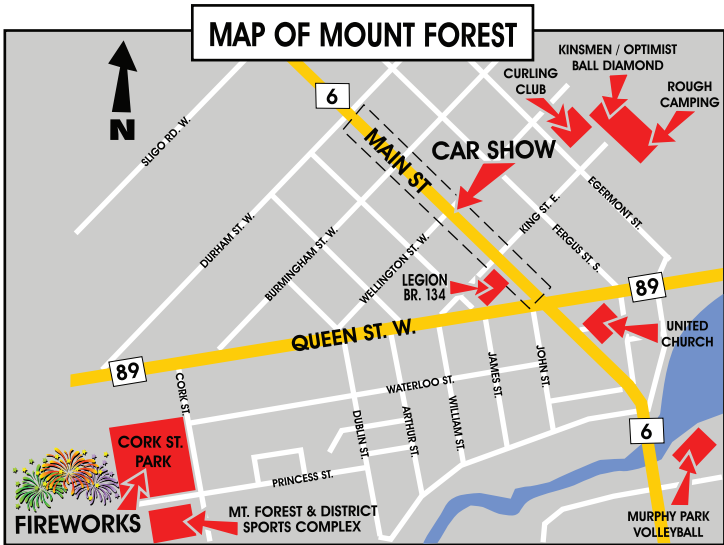 MAP OF MOUNT FOREST
KINSMEN / OPTIMIST
BALL DIAMOND
CURLING
CLUB
ROUGH
CAMPING
6
N
SLIGO RD. W.
MAIN ST
CAR SHOW
EGERMONT ST.
KING ST. E.
FERGUS ST. S.
DURHAM ST. W.
BURMINGHAM ST. W.
WELLINGTON ST. W.
LEGION
BR. 134
89
UNITED
CHURCH
QUEEN ST. W.
89
CORK ST.
WATERLOO ST.
JAMES ST.
JOHN ST.
DUBLIN ST.
ARTHUR ST.
WILLIAM ST.
6
CORK ST.
PARK
PRINCESS ST.
FIREWORKS
MT. FOREST & DISTRICT
SPORTS COMPLEX
MURPHY PARK
VOLLEYBALL